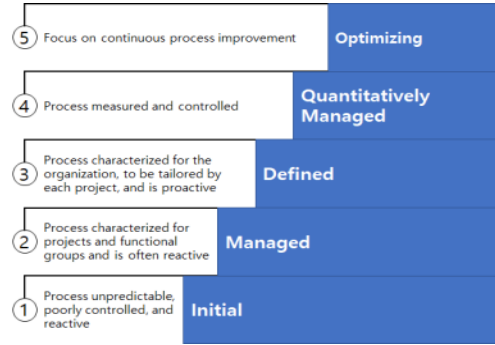 5 Focus on continuous process improvement Optimizing
4 Process measured and controlled Quantitatively
Managed
3 Process characterized for the
organization, to be tailored by
each project, and is proactive
Defined
2 Process characterized for
projects and functional
groups and is often reactive
Managed
1 Process unpredictable,
poorly controlled, and
reactive
Initial